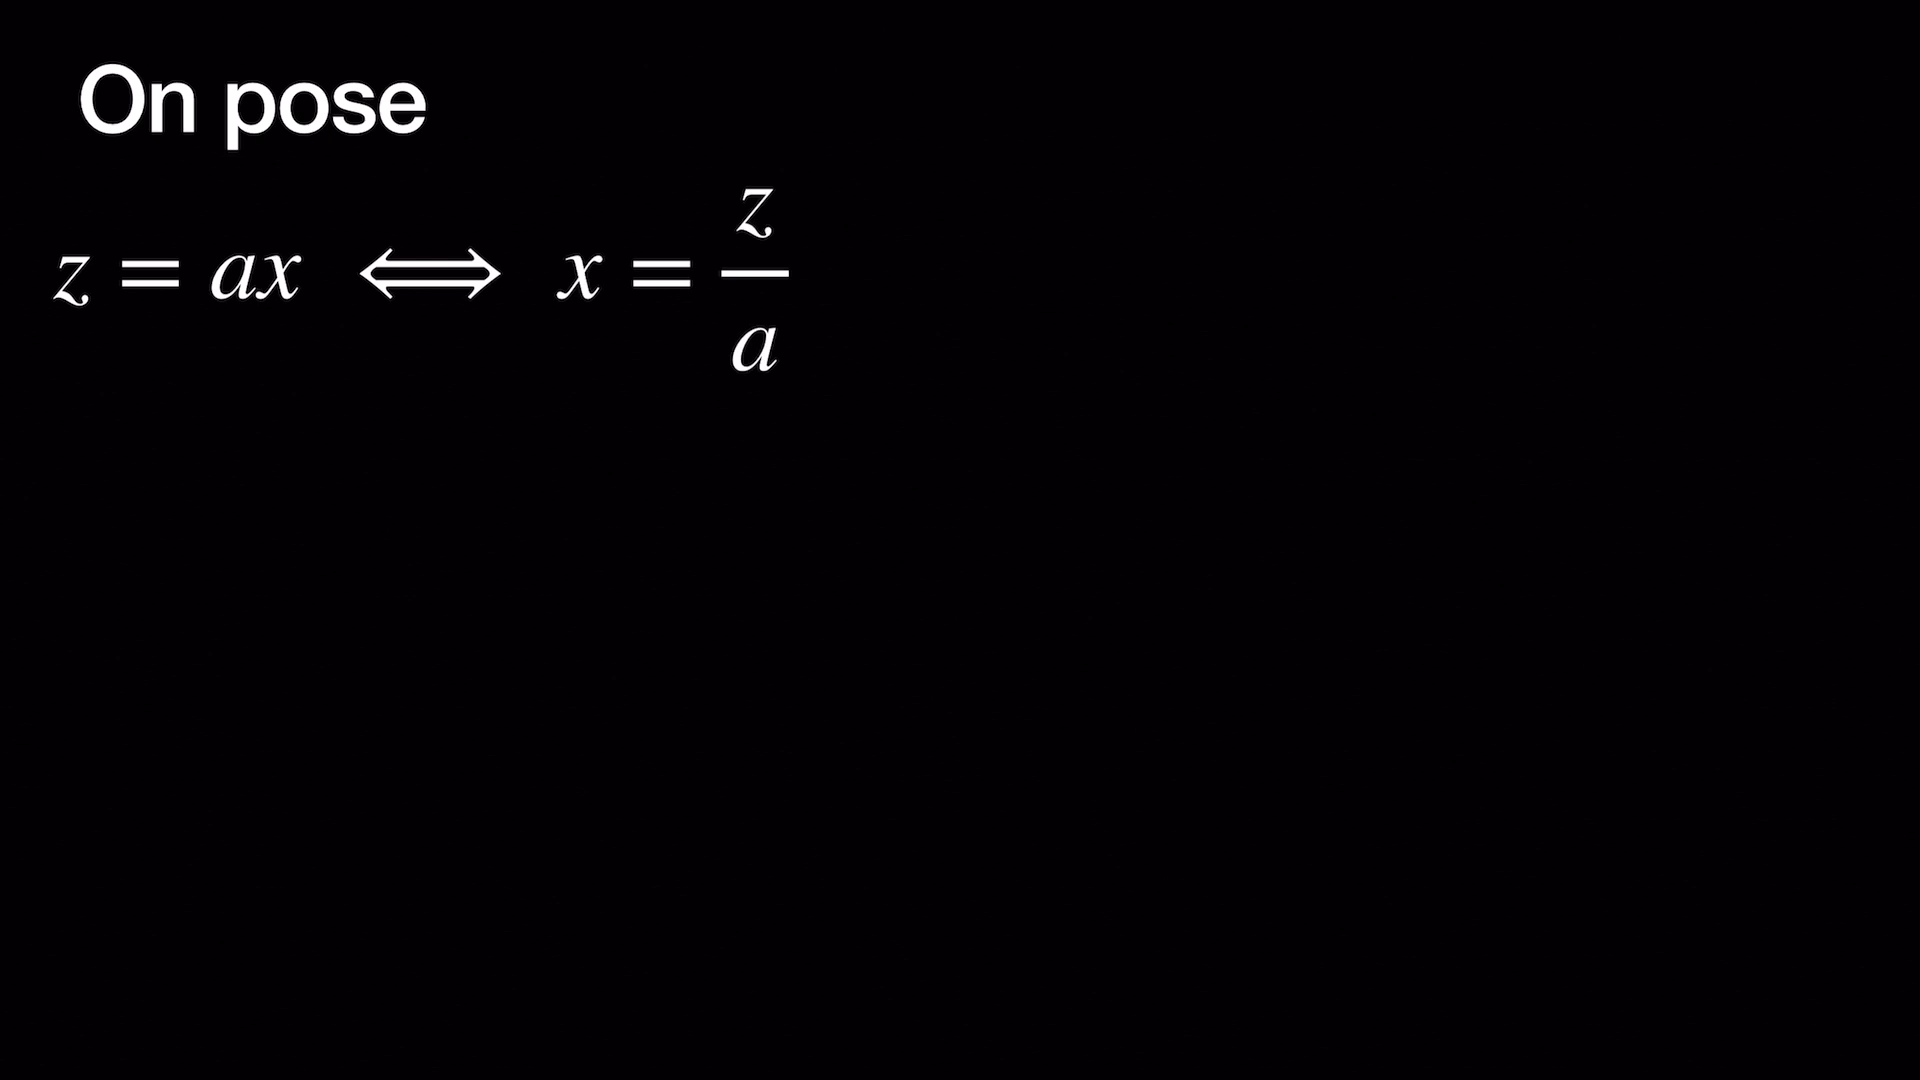 On pose
z = ax ⟺ x = z/a